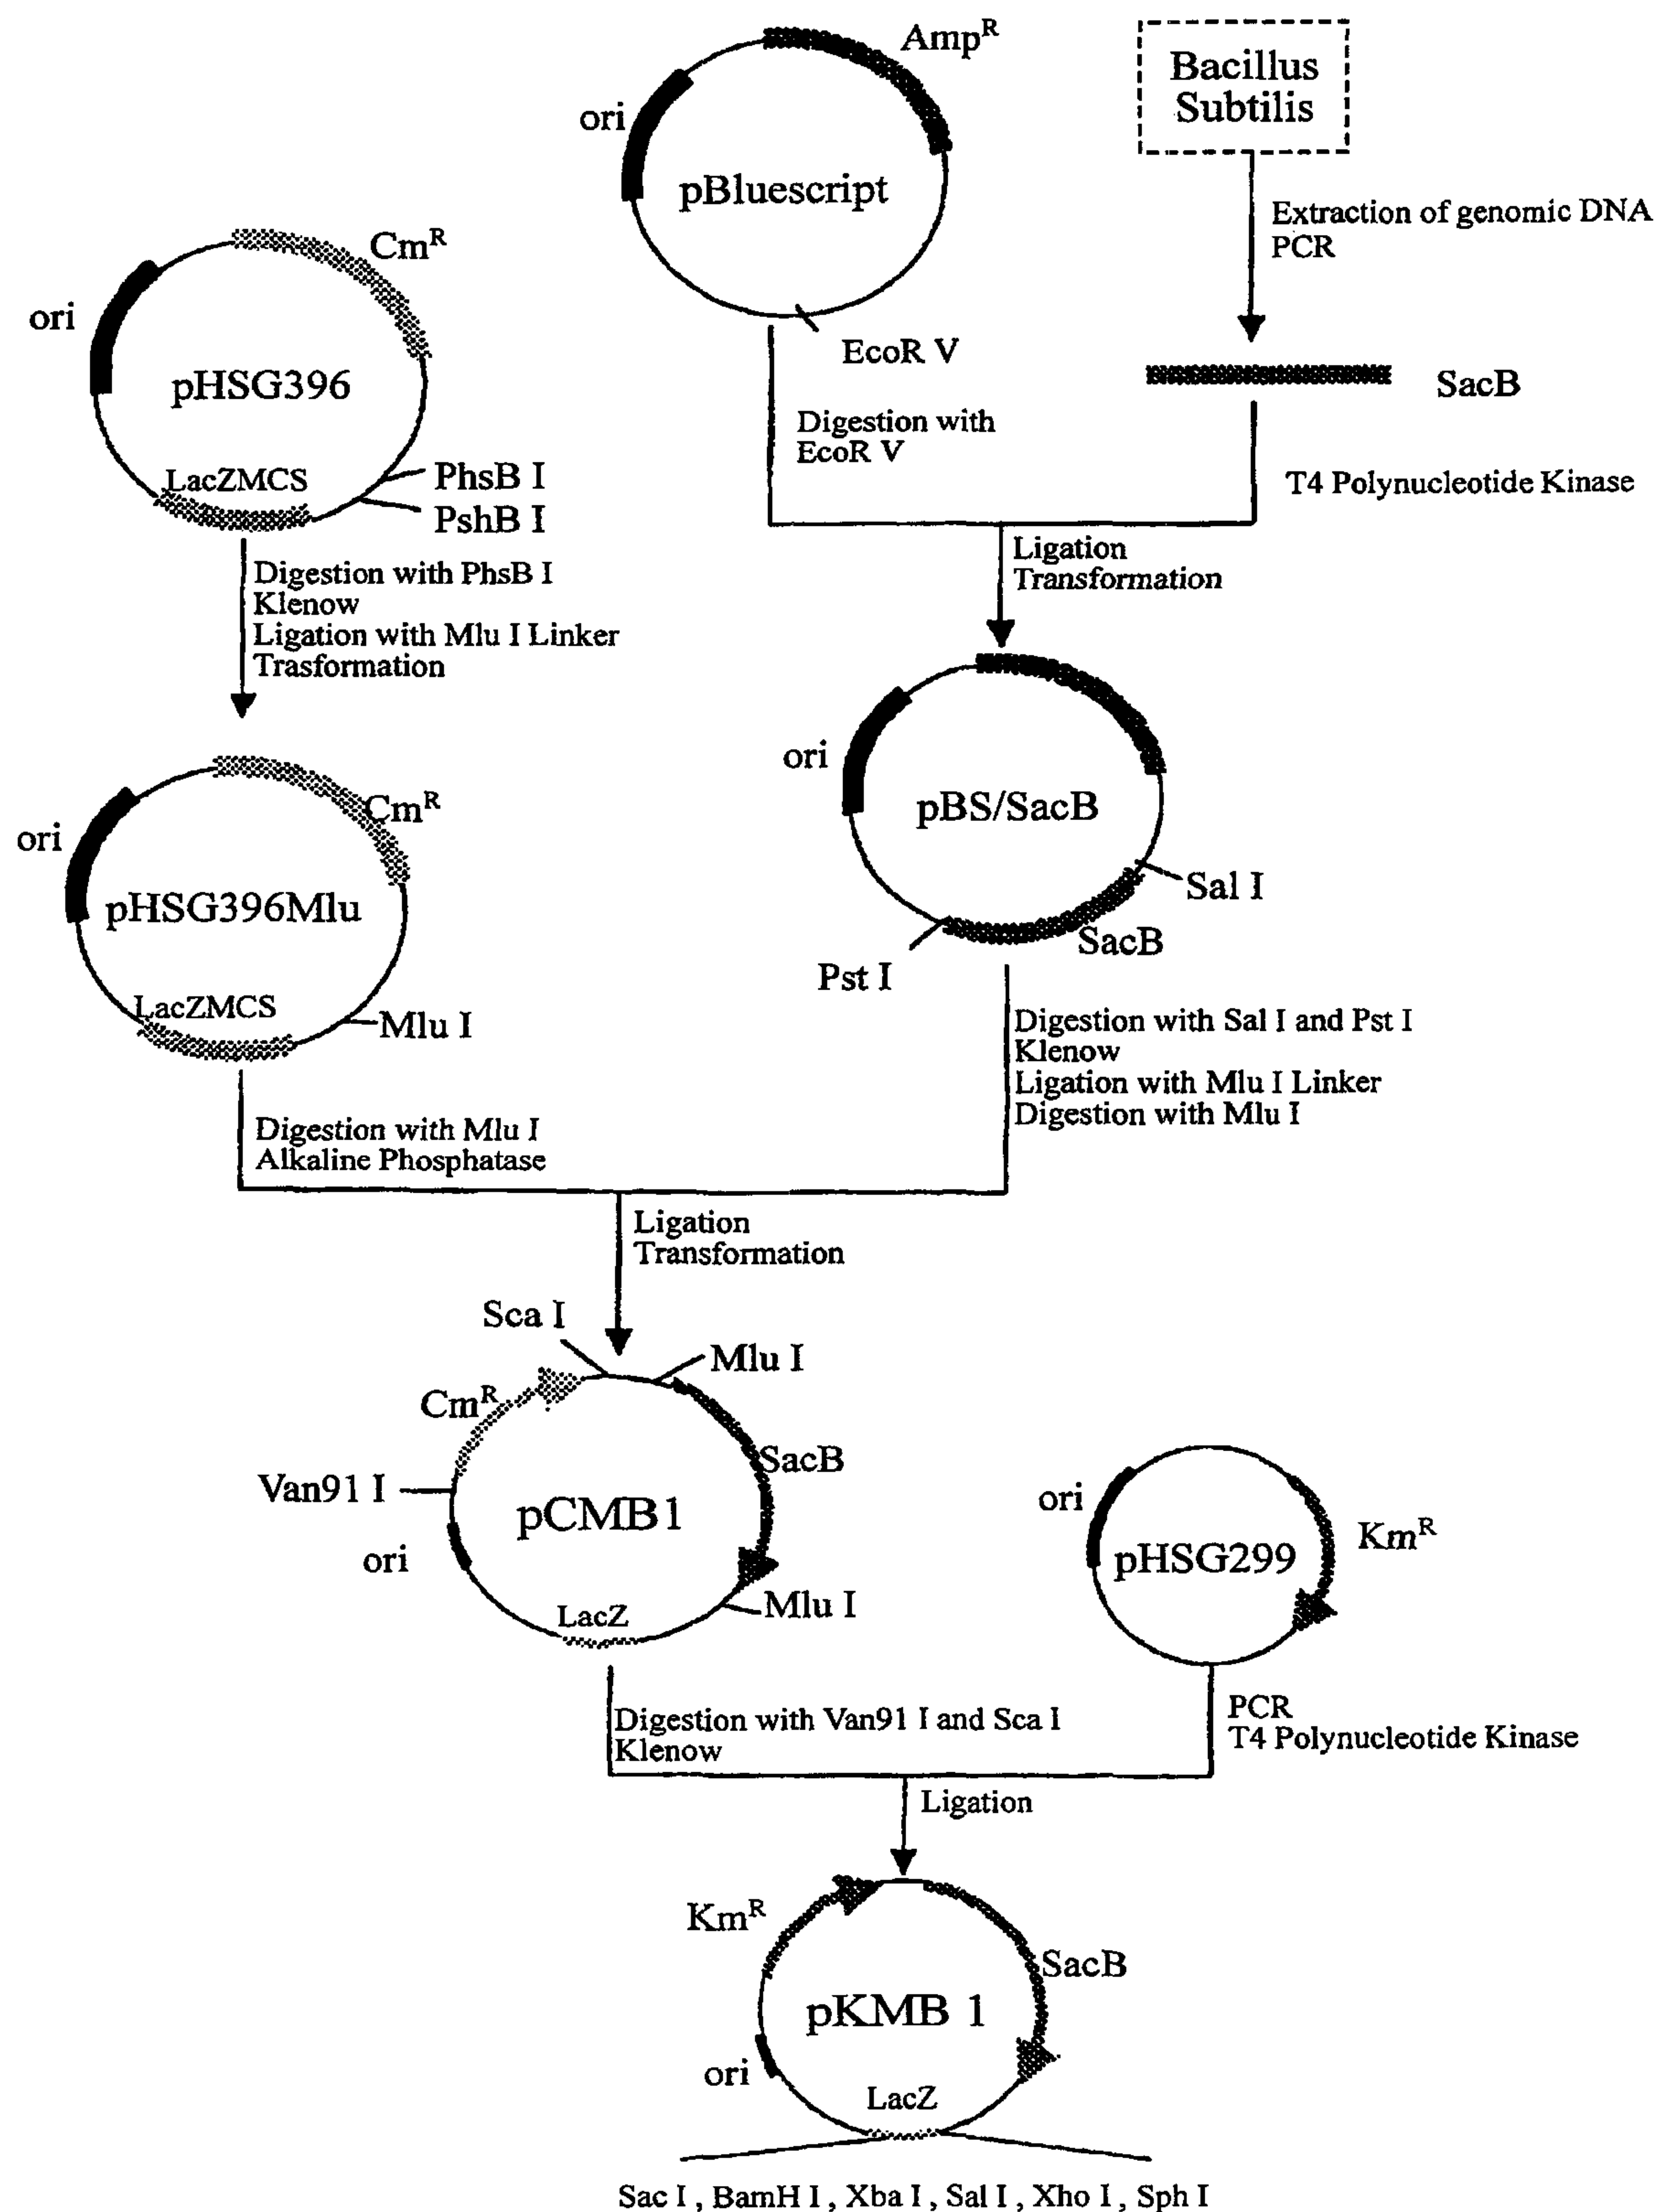 Amp^R
ori
pBluescript
EcoR V
Digestion with
EcoR V
Bacillus
Subtilis
Extraction of genomic DNA
PCR
SacB
T4 Polynucleotide Kinase
Cm^R
ori
pHSG396
LacZMCS
PhsB I
PshB I
Digestion with PhsB I
Klenow
Ligation with Mlu I Linker
Trasformation
Ligation
Transformation
Cm^R
ori
pHSG396Mlu
LacZMCS
Mlu I
ori
pBS/SacB
Sal I
SacB
Pst I
Digestion with Mlu I
Alkaline Phosphatase
Digestion with Sal I and Pst I
Klenow
Ligation with Mlu I Linker
Digestion with Mlu I
Ligation
Transformation
Sca I
Mlu I
Cm^R
SacB
Van91 I
pCMB1
ori
LacZ
Mlu I
ori
Km^R
pHSG299
Digestion with Van91 I and Sca I
Klenow
PCR
T4 Polynucleotide Kinase
Ligation
Km^R
SacB
pKMB 1
ori
LacZ
Sac I , BamH I , Xba I , Sal I , Xho I , Sph I